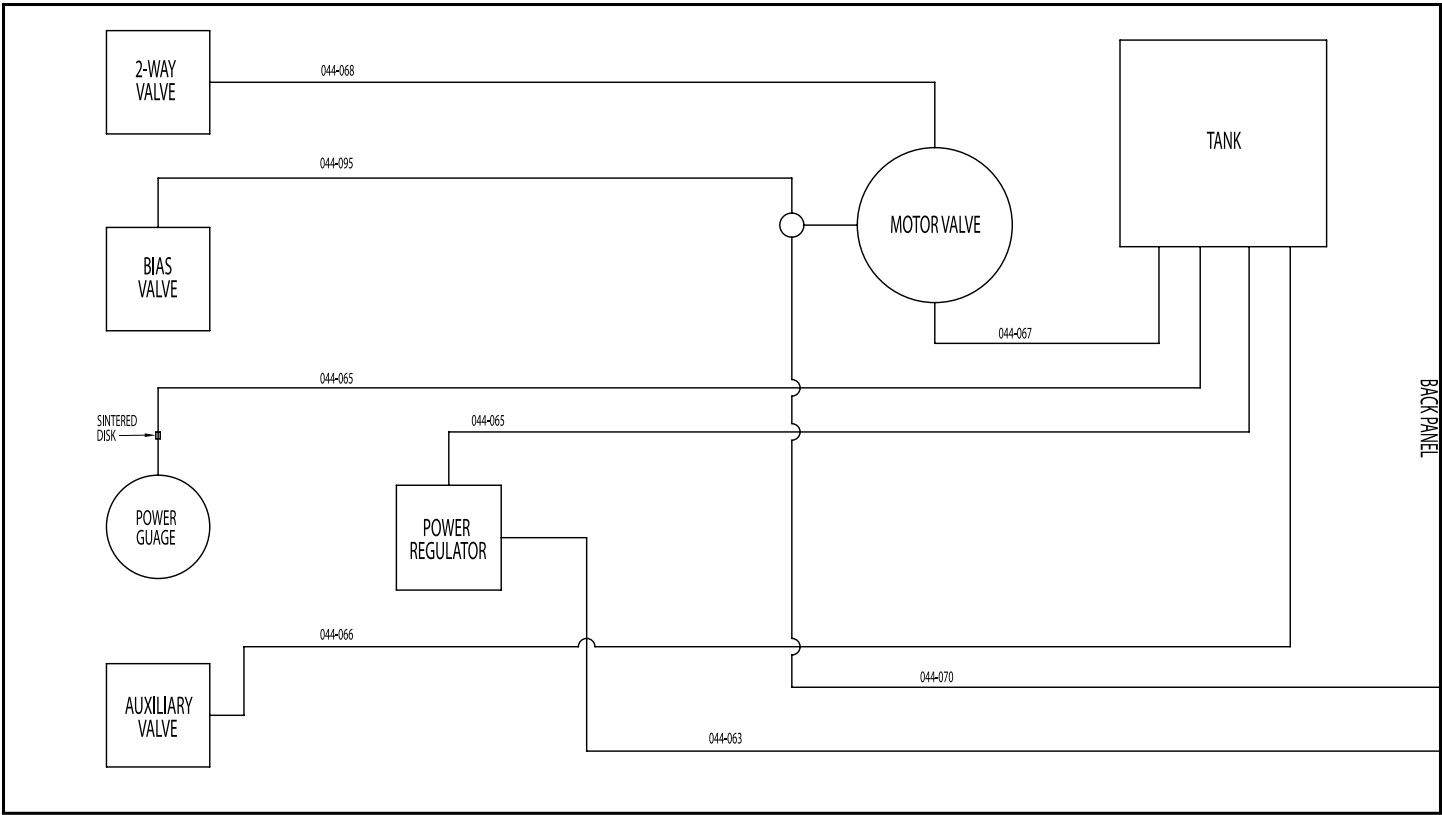 2-WAY
VALVE
044-068
TANK
044-095
MOTOR VALVE
BIAS
VALVE
044-067
044-065
BACK PANEL
SINTERED
DISK
044-065
POWER
GUAGE
POWER
REGULATOR
044-066
044-070
AUXILIARY
VALVE
044-063